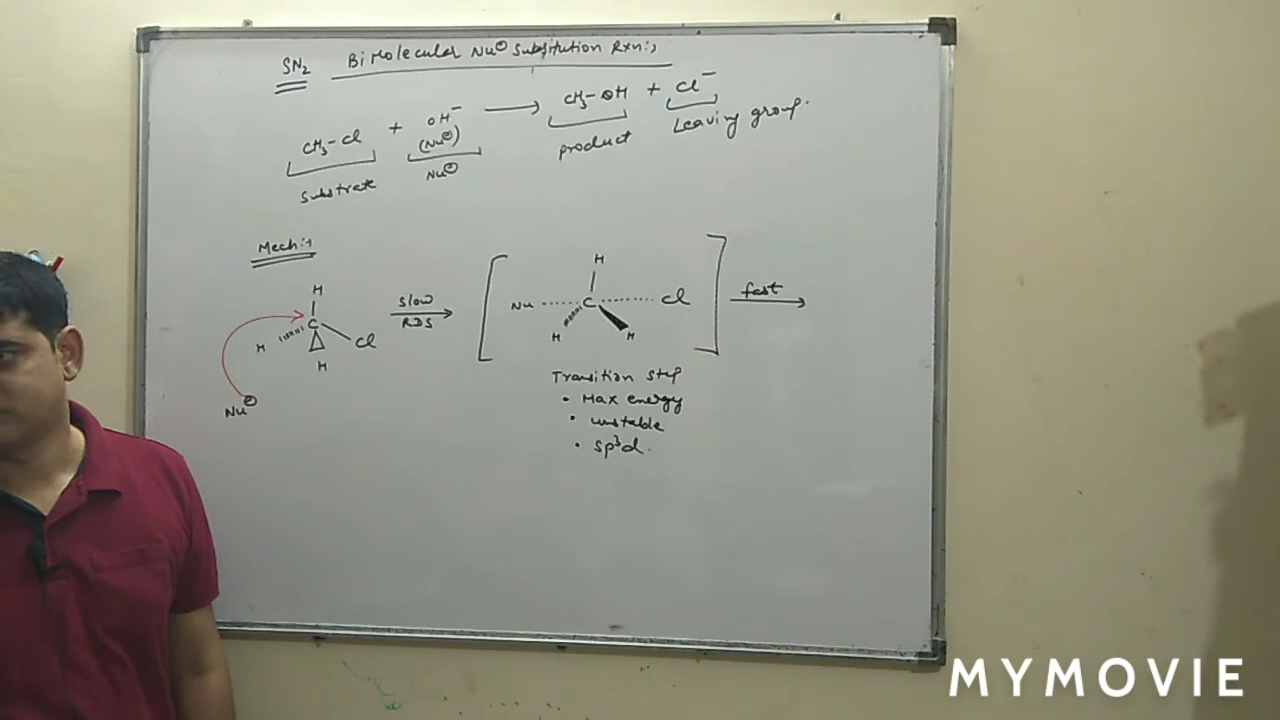 SN2 Bimolecular Nu⊖ Substitution Rxn:,
CH3-Cl + OH⁻ ⟶ CH3-OH + Cl⁻
(Nu⊖)
Substrate Nu⊖ product Leaving group.
Mech:-
H
C
H Cl
H
Nu⊖
Slow
RDS
H
Nu ...... C ...... Cl
H H
fast
Transition step
• Max energy
• unstable
• sp³d.
MYMOVIE